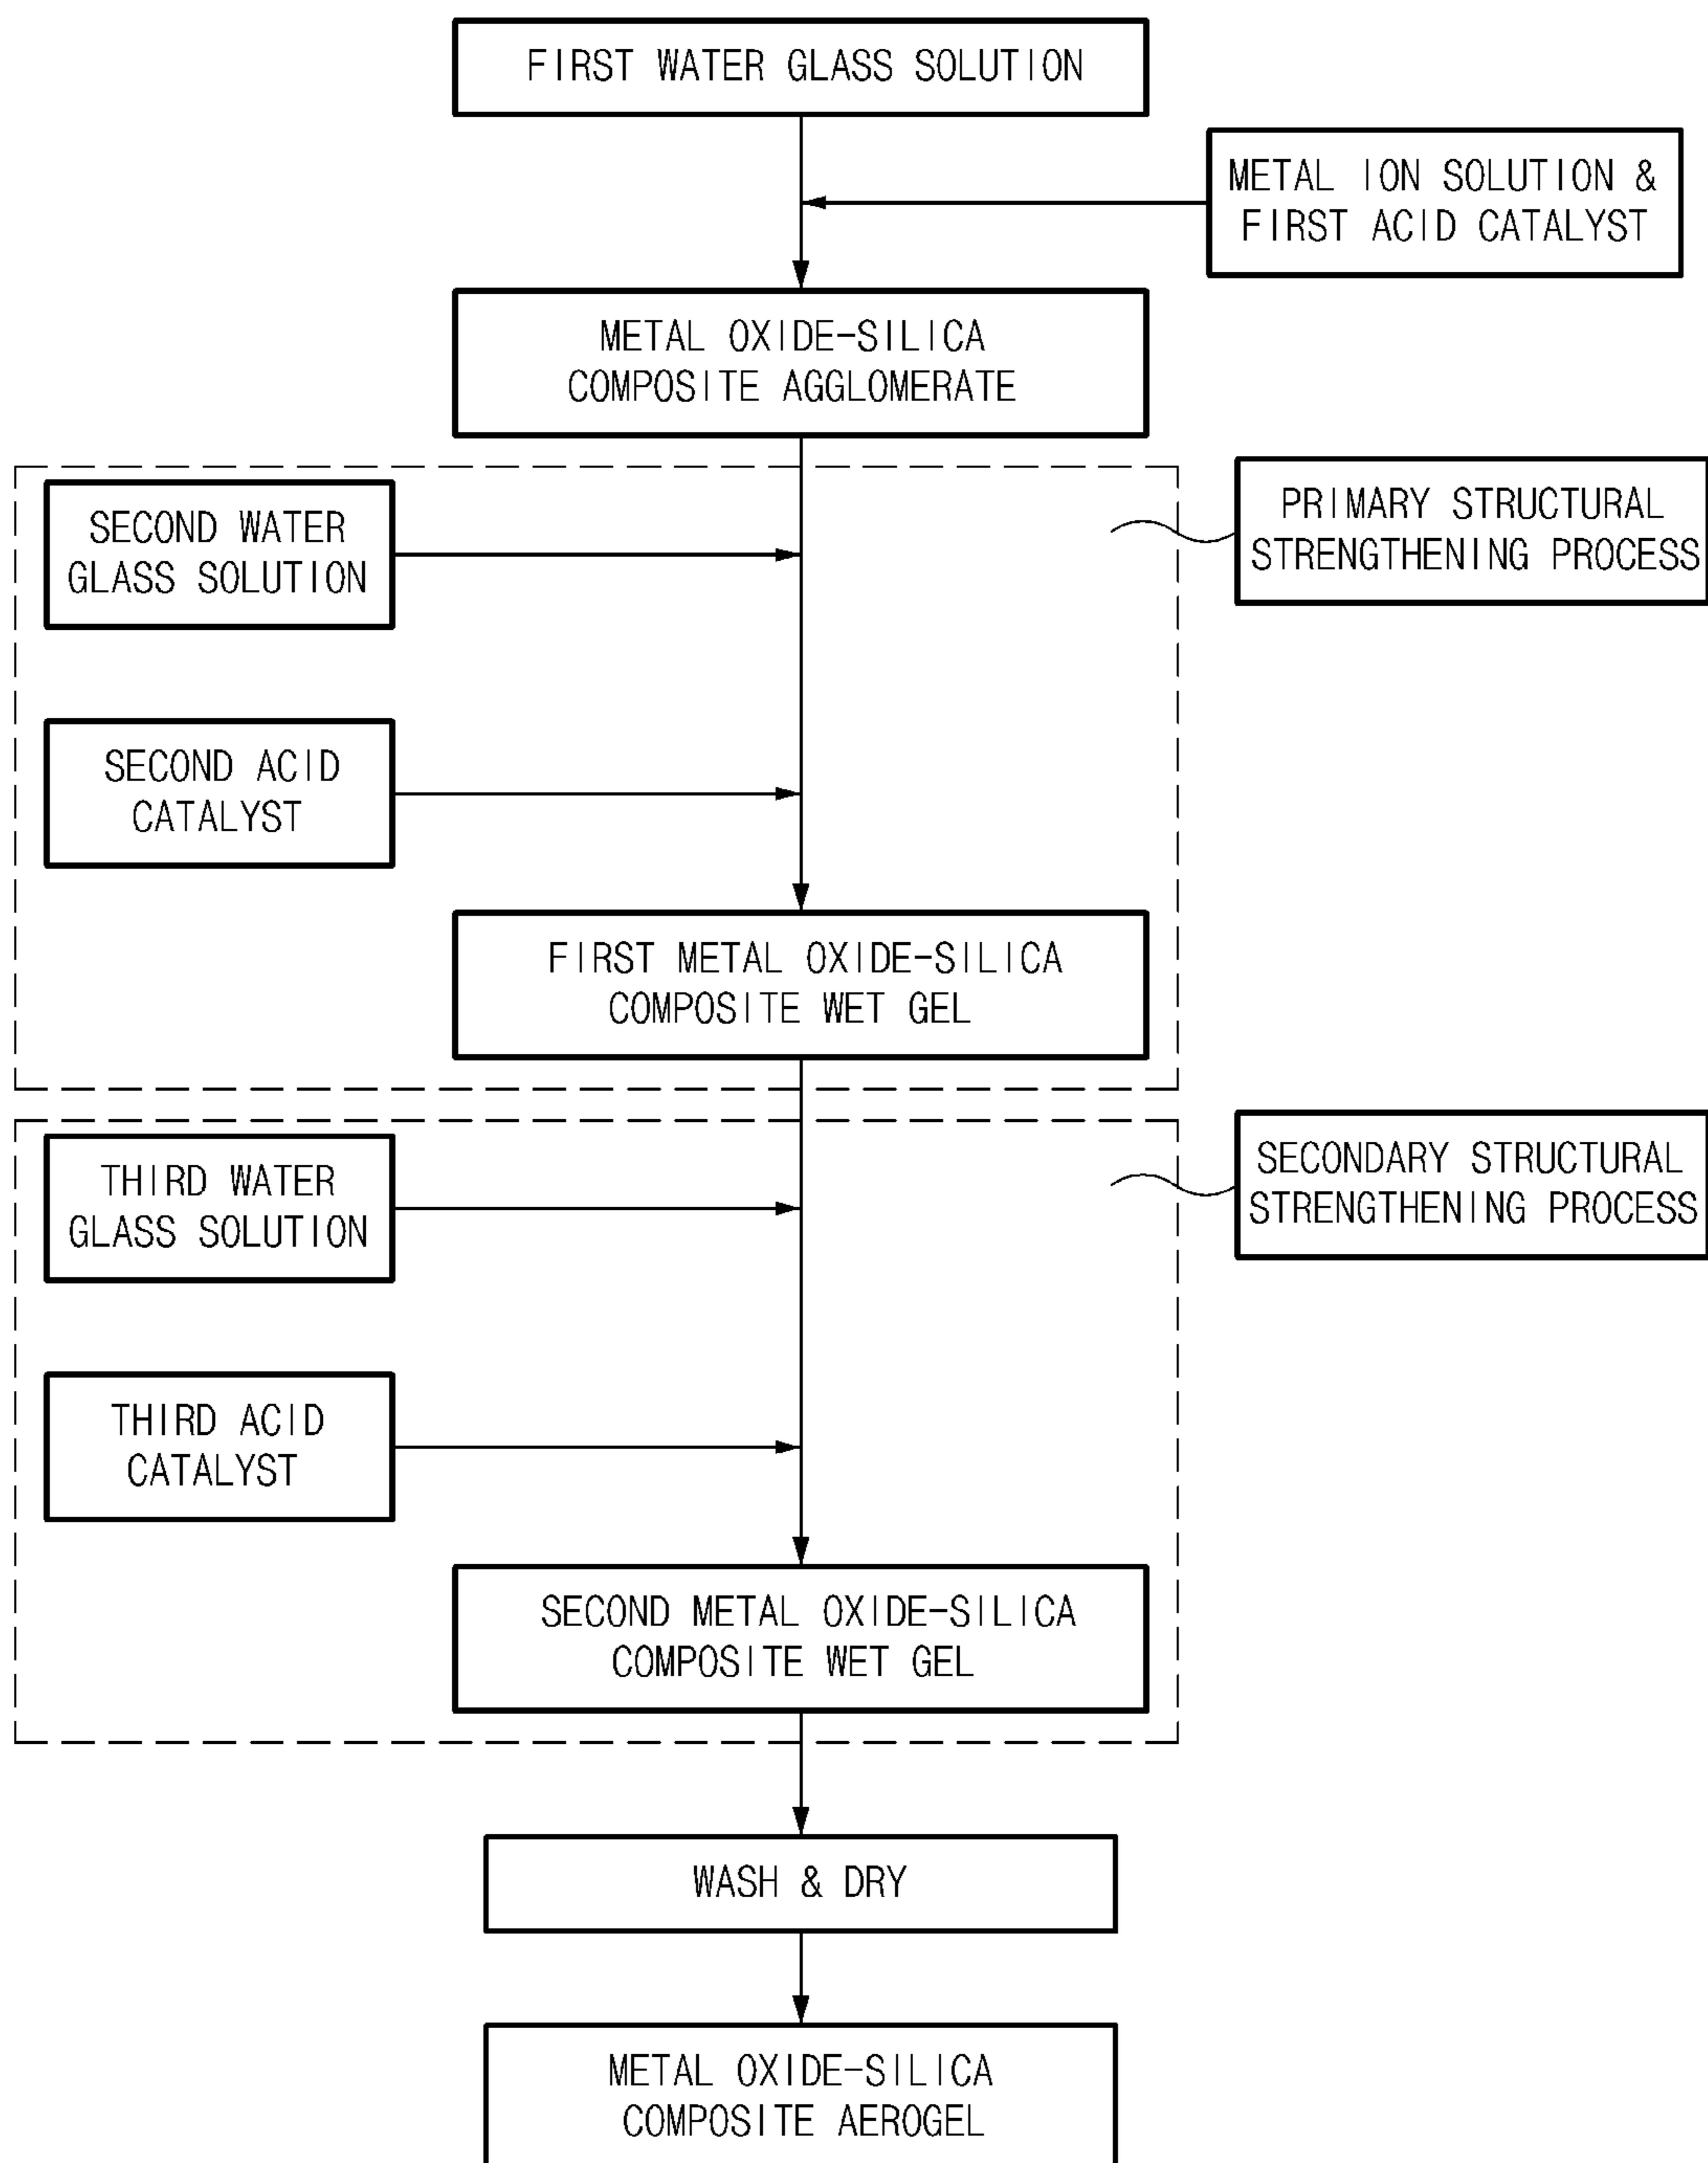 FIRST WATER GLASS SOLUTION
METAL ION SOLUTION &
FIRST ACID CATALYST
METAL OXIDE-SILICA
COMPOSITE AGGLOMERATE
SECOND WATER
GLASS SOLUTION
PRIMARY STRUCTURAL
STRENGTHENING PROCESS
SECOND ACID
CATALYST
FIRST METAL OXIDE-SILICA
COMPOSITE WET GEL
THIRD WATER
GLASS SOLUTION
SECONDARY STRUCTURAL
STRENGTHENING PROCESS
THIRD ACID
CATALYST
SECOND METAL OXIDE-SILICA
COMPOSITE WET GEL
WASH & DRY
METAL OXIDE-SILICA
COMPOSITE AEROGEL